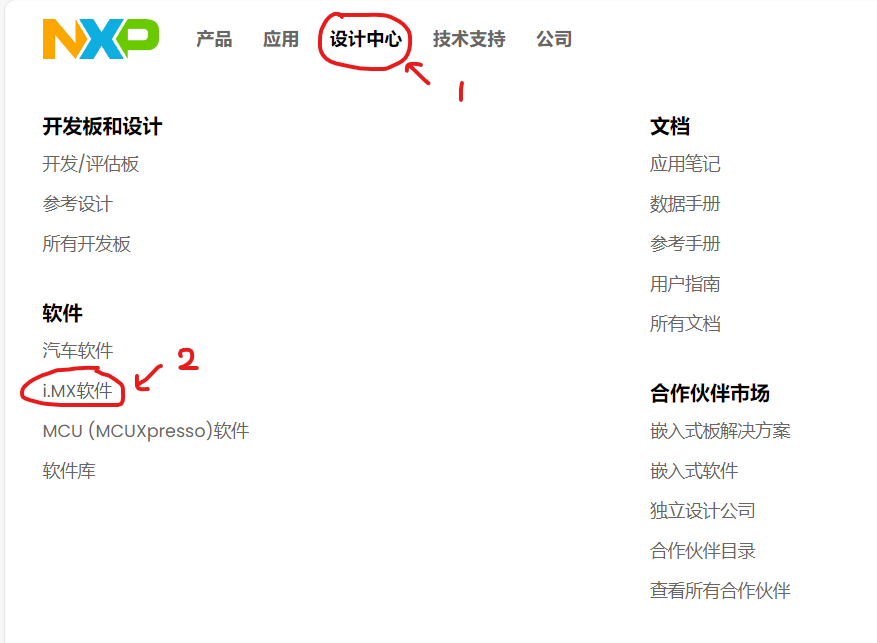 NXP 产品 应用 设计中心 技术支持 公司
1
开发板和设计
开发/评估板
参考设计
所有开发板
软件
汽车软件
2
i.MX软件
MCU (MCUXpresso)软件
软件库
文档
应用笔记
数据手册
参考手册
用户指南
所有文档
合作伙伴市场
嵌入式板解决方案
嵌入式软件
独立设计公司
合作伙伴目录
查看所有合作伙伴